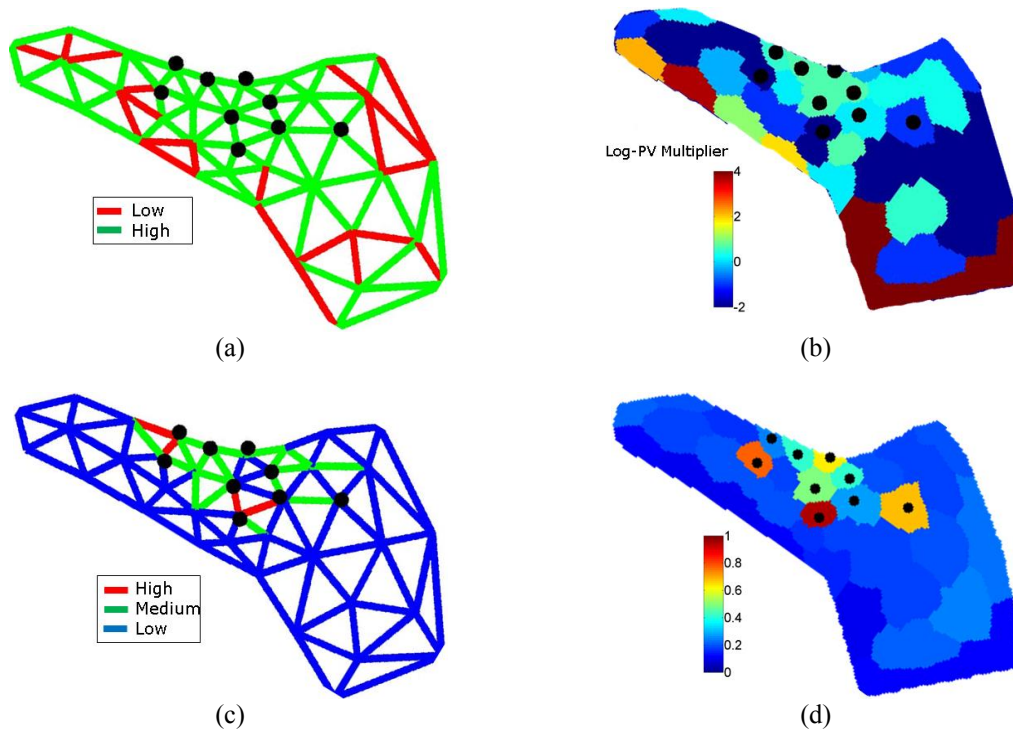 Low
High
(a)
Log-PV Multiplier
4
2
0
-2
(b)
High
Medium
Low
(c)
1
0.8
0.6
0.4
0.2
0
(d)